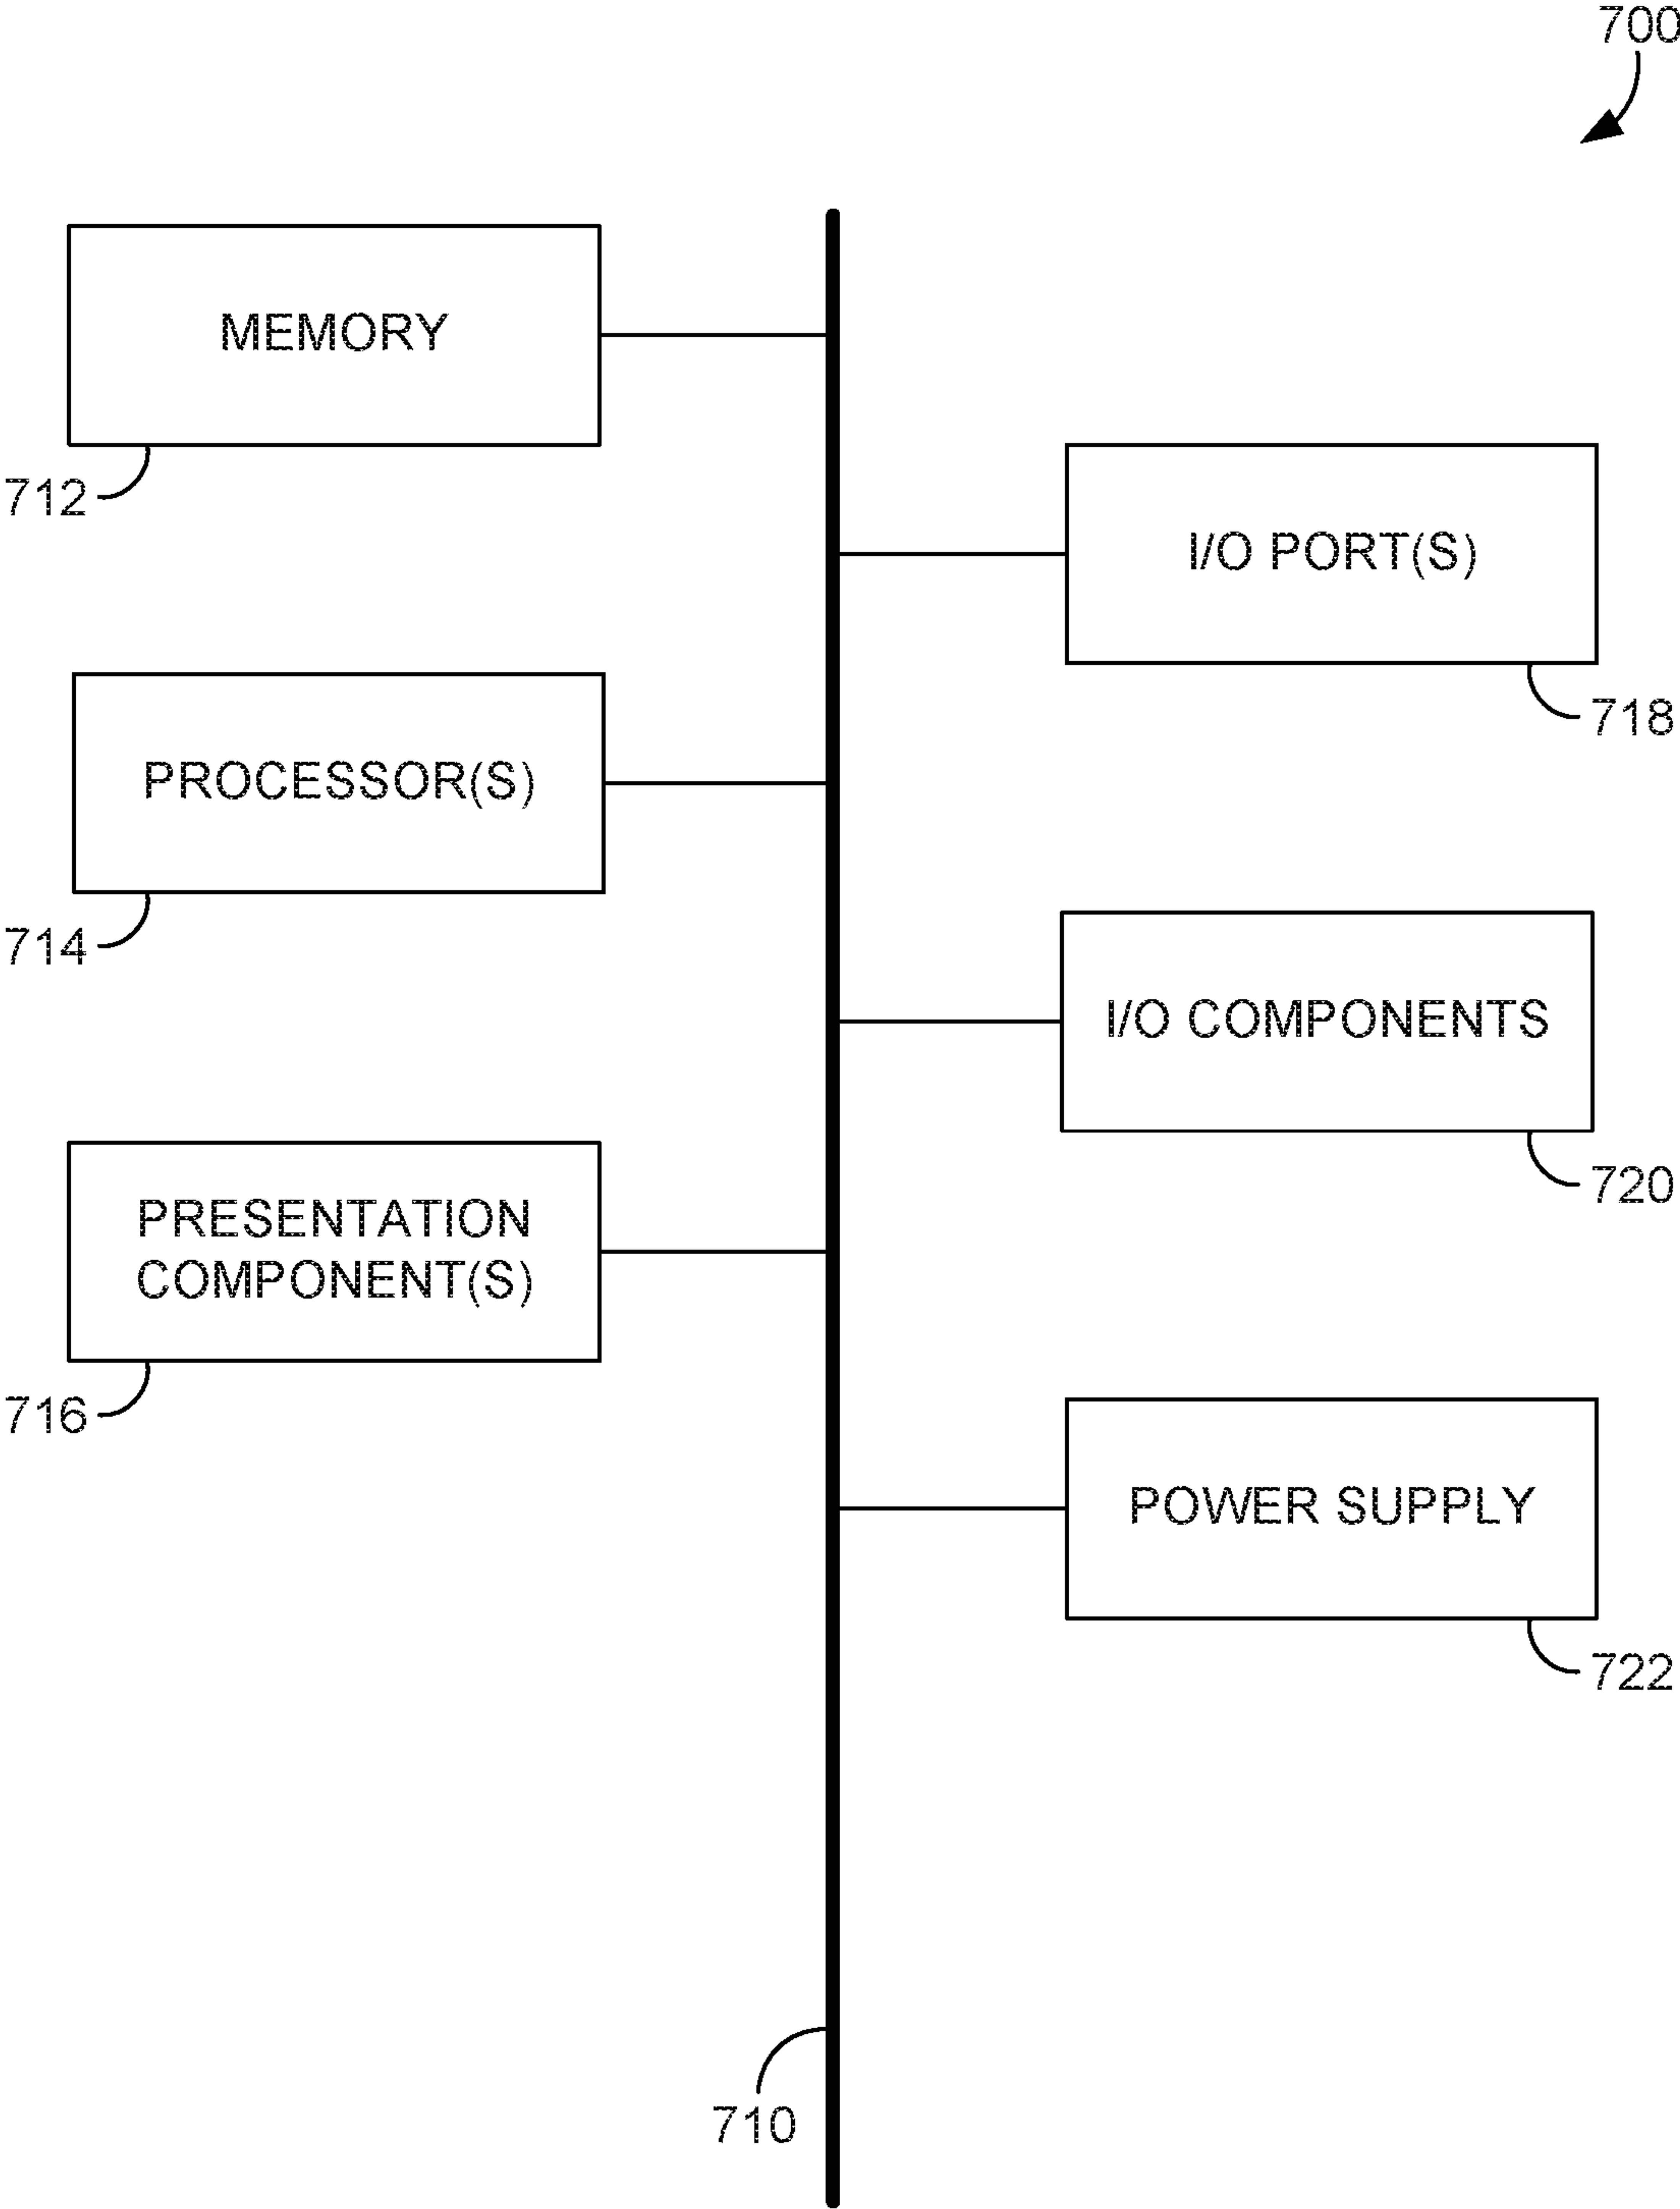 700
MEMORY
712
I/O PORT(S)
718
PROCESSOR(S)
714
I/O COMPONENTS
720
PRESENTATION
COMPONENT(S)
716
POWER SUPPLY
722
710